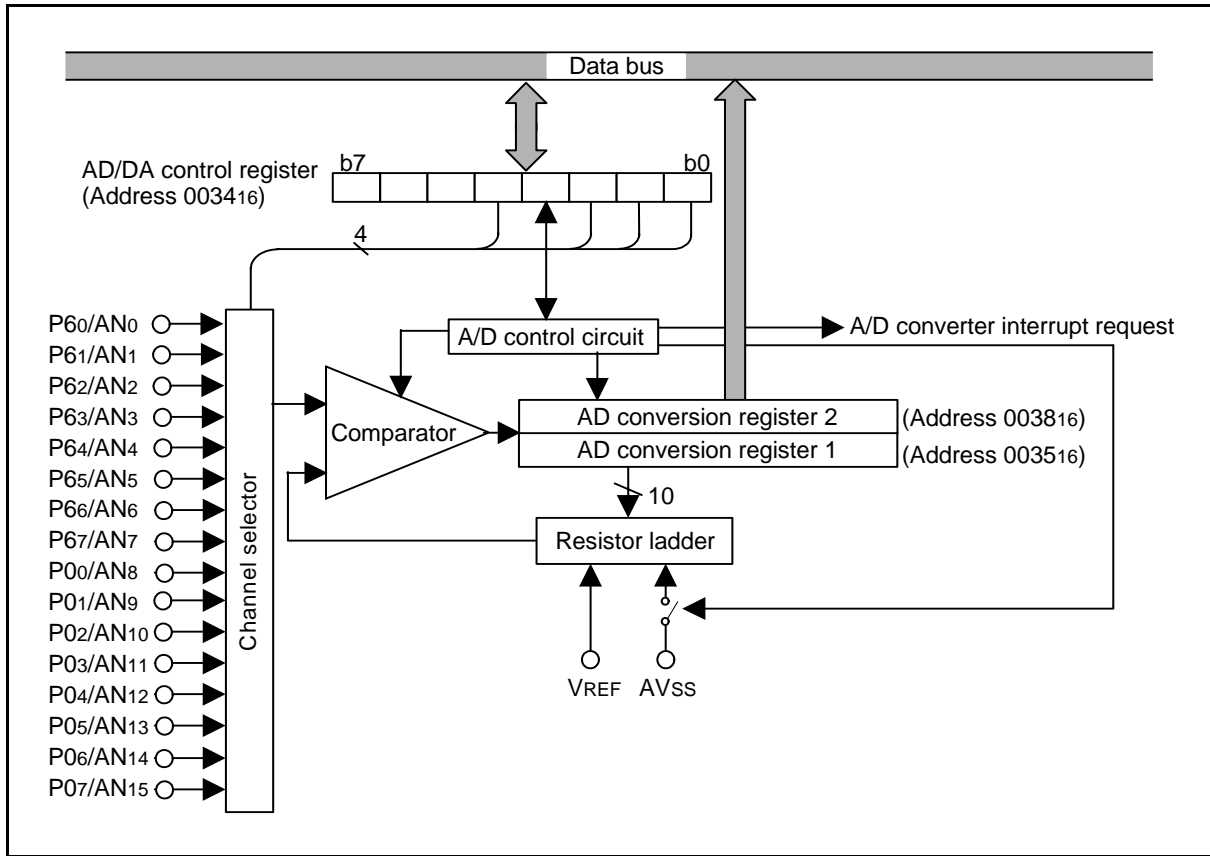 Data bus
AD/DA control register
(Address 003416)
b7
b0
4
P60/AN0
P61/AN1
P62/AN2
P63/AN3
P64/AN4
P65/AN5
P66/AN6
P67/AN7
P00/AN8
P01/AN9
P02/AN10
P03/AN11
P04/AN12
P05/AN13
P06/AN14
P07/AN15
Channel selector
A/D control circuit
A/D converter interrupt request
Comparator
AD conversion register 2
(Address 003816)
AD conversion register 1
(Address 003516)
10
Resistor ladder
VREF
AVSS